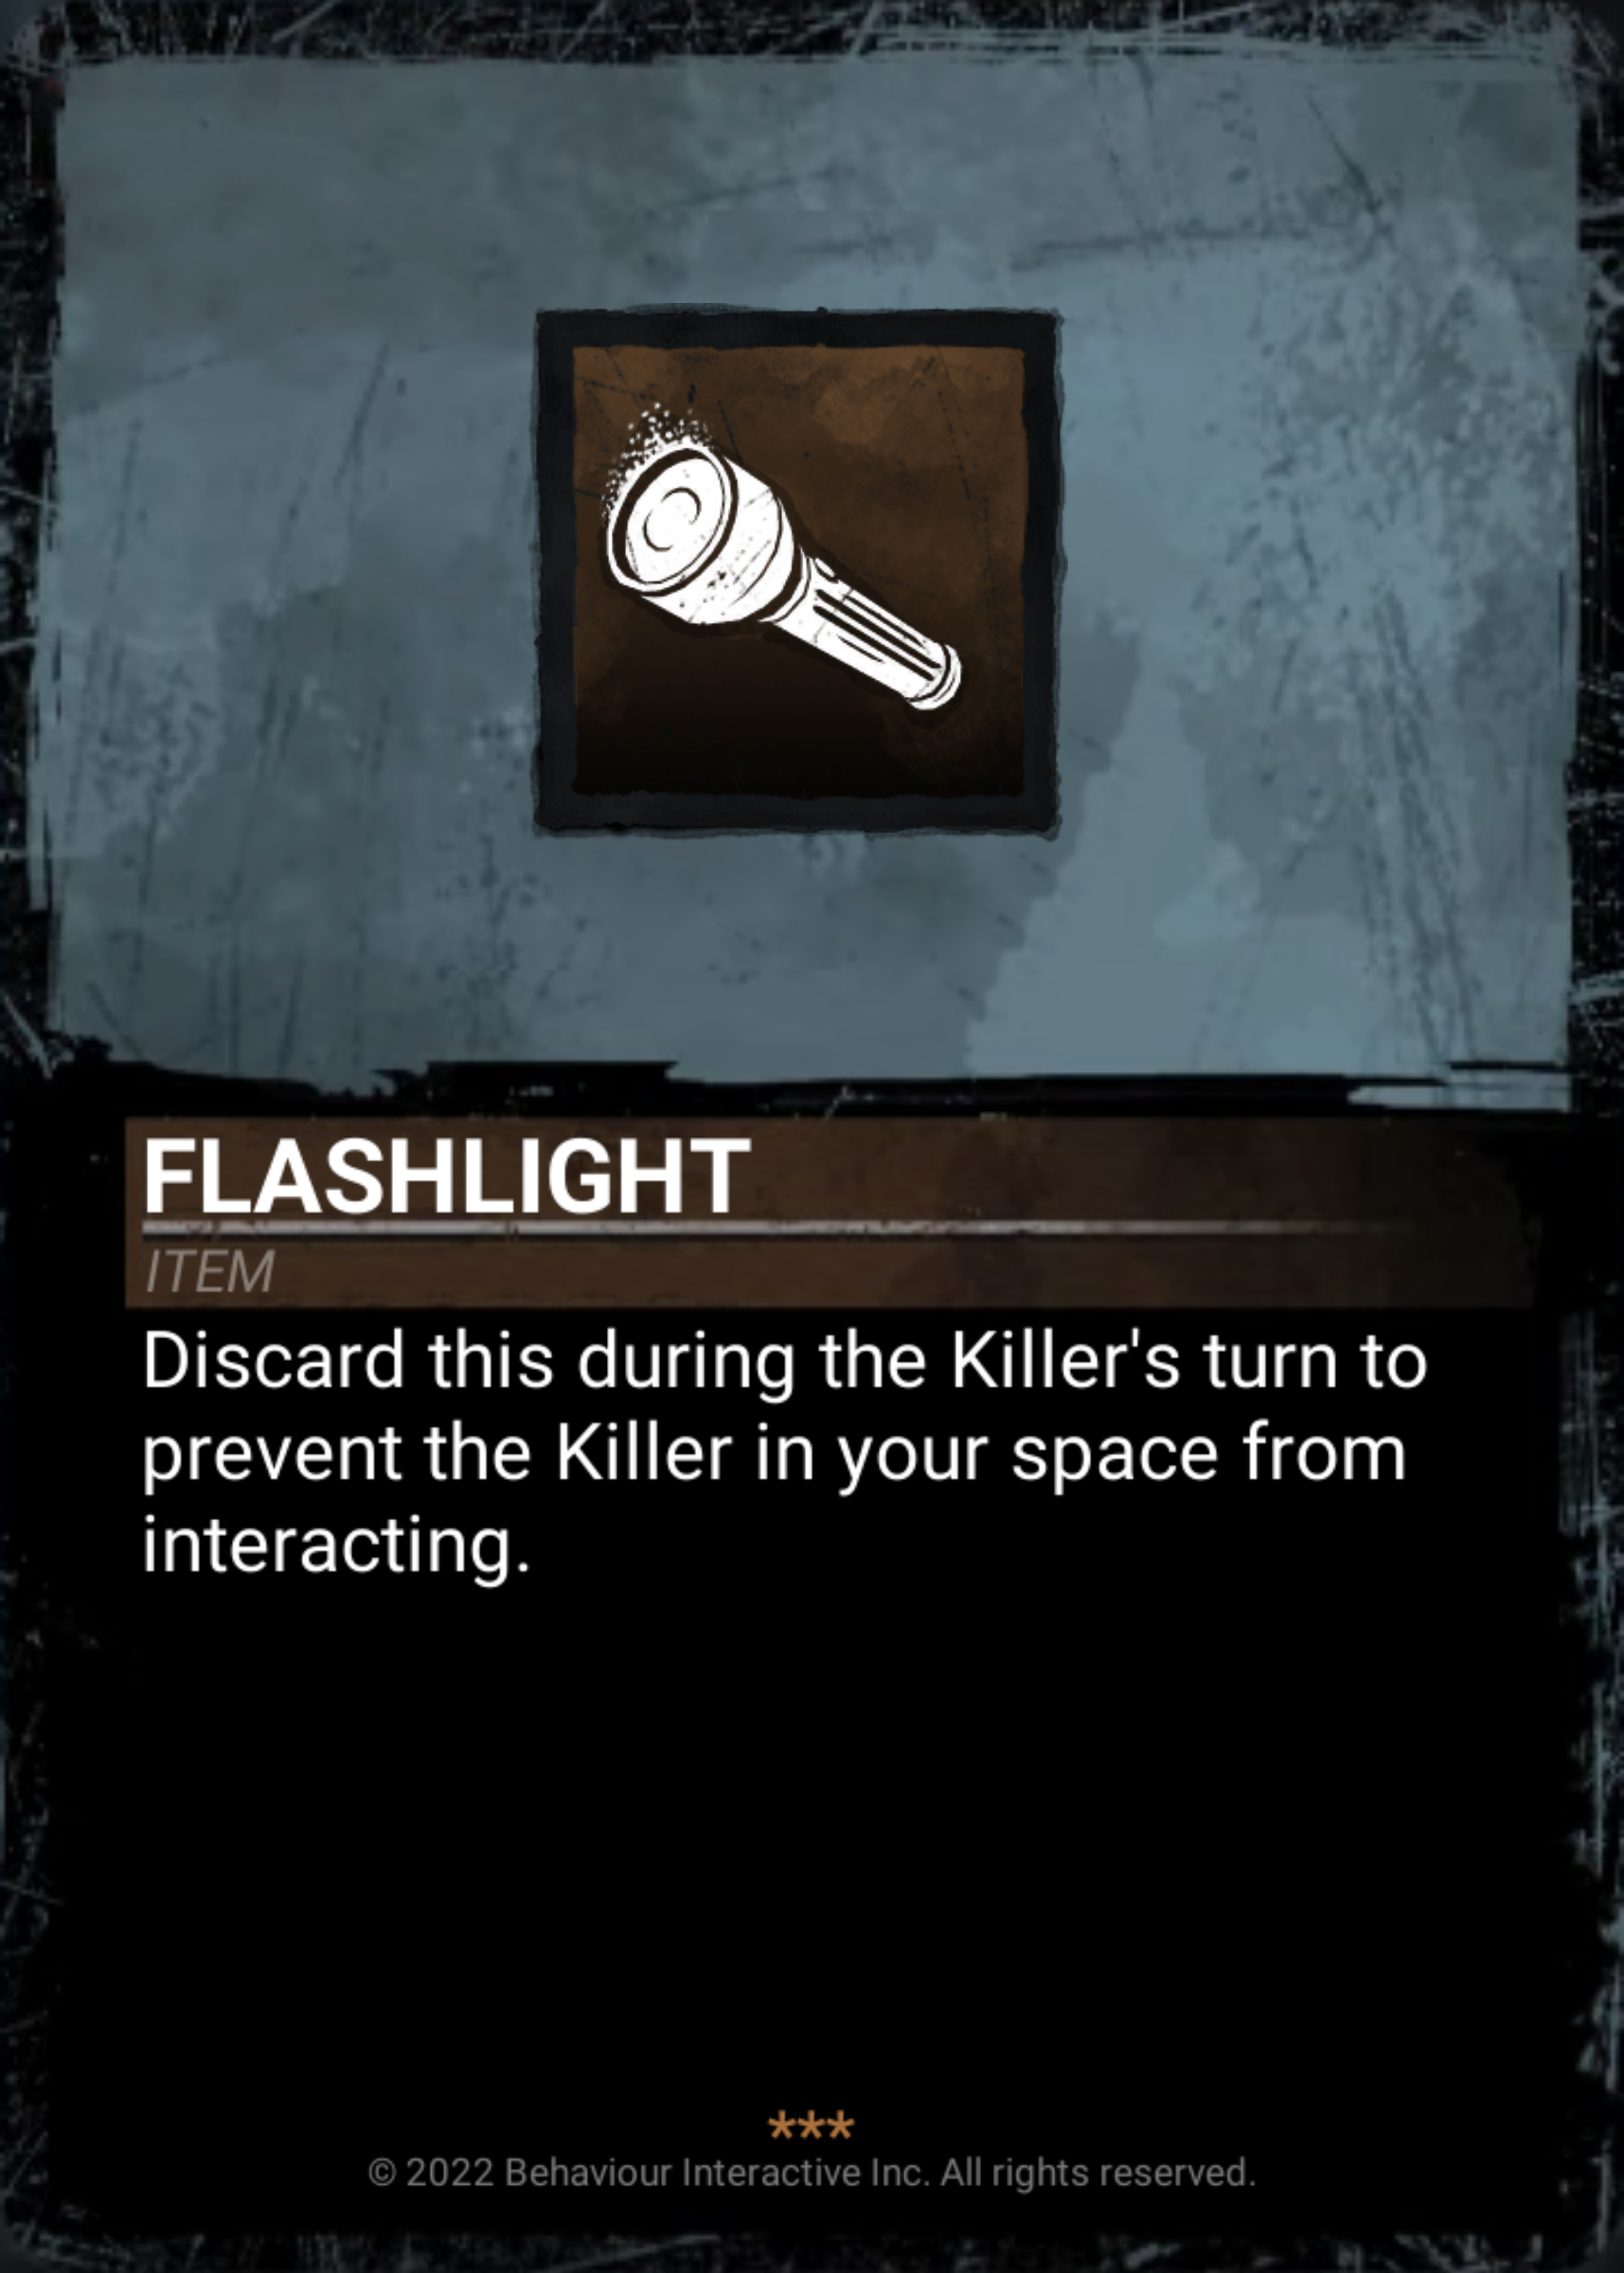 FLASHLIGHT
ITEM
Discard this during the Killer's turn to
prevent the Killer in your space from
interacting.
***
© 2022 Behaviour Interactive Inc. All rights reserved.